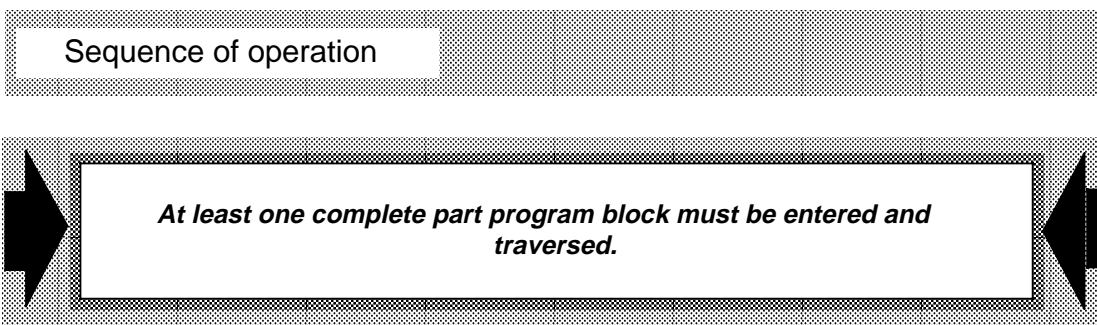 Sequence of operation
At least one complete part program block must be entered and
traversed.